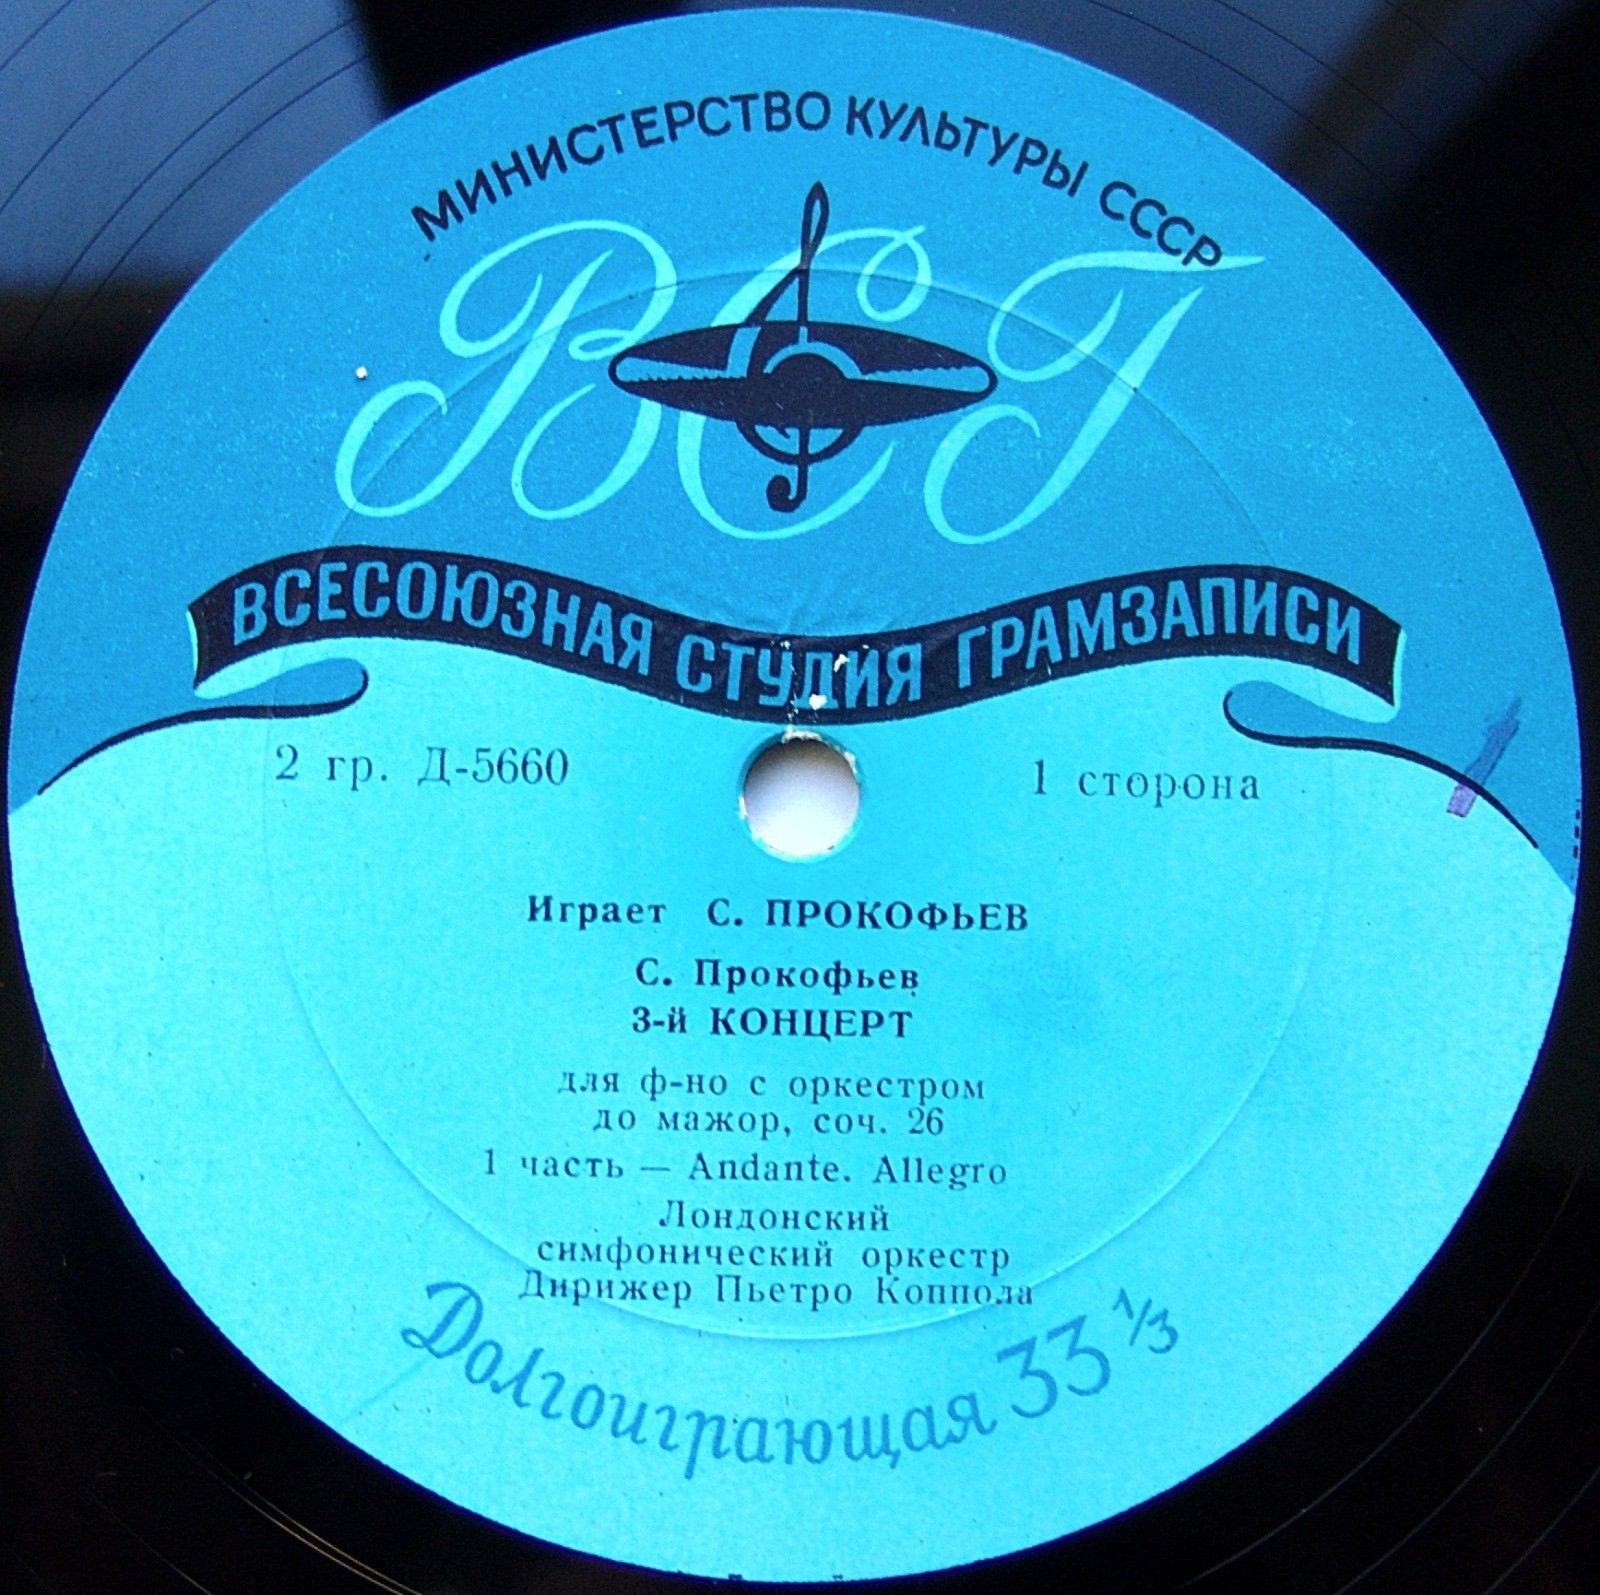 МИНИСТЕРСТВО КУЛЬТУРЫ СССР
ВСГ
ВСЕСОЮЗНАЯ СТУДИЯ ГРАМЗАПИСИ
2 гр. Д-5660
1 сторона
1
Играет С. ПРОКОФЬЕВ
С. Прокофьев
3-й КОНЦЕРТ
для ф-но с оркестром
до мажор, соч. 26
1 часть — Andante. Allegro
Лондонский
симфонический оркестр
Дирижер Пьетро Коппола
Долгоиграющая 33 1/3